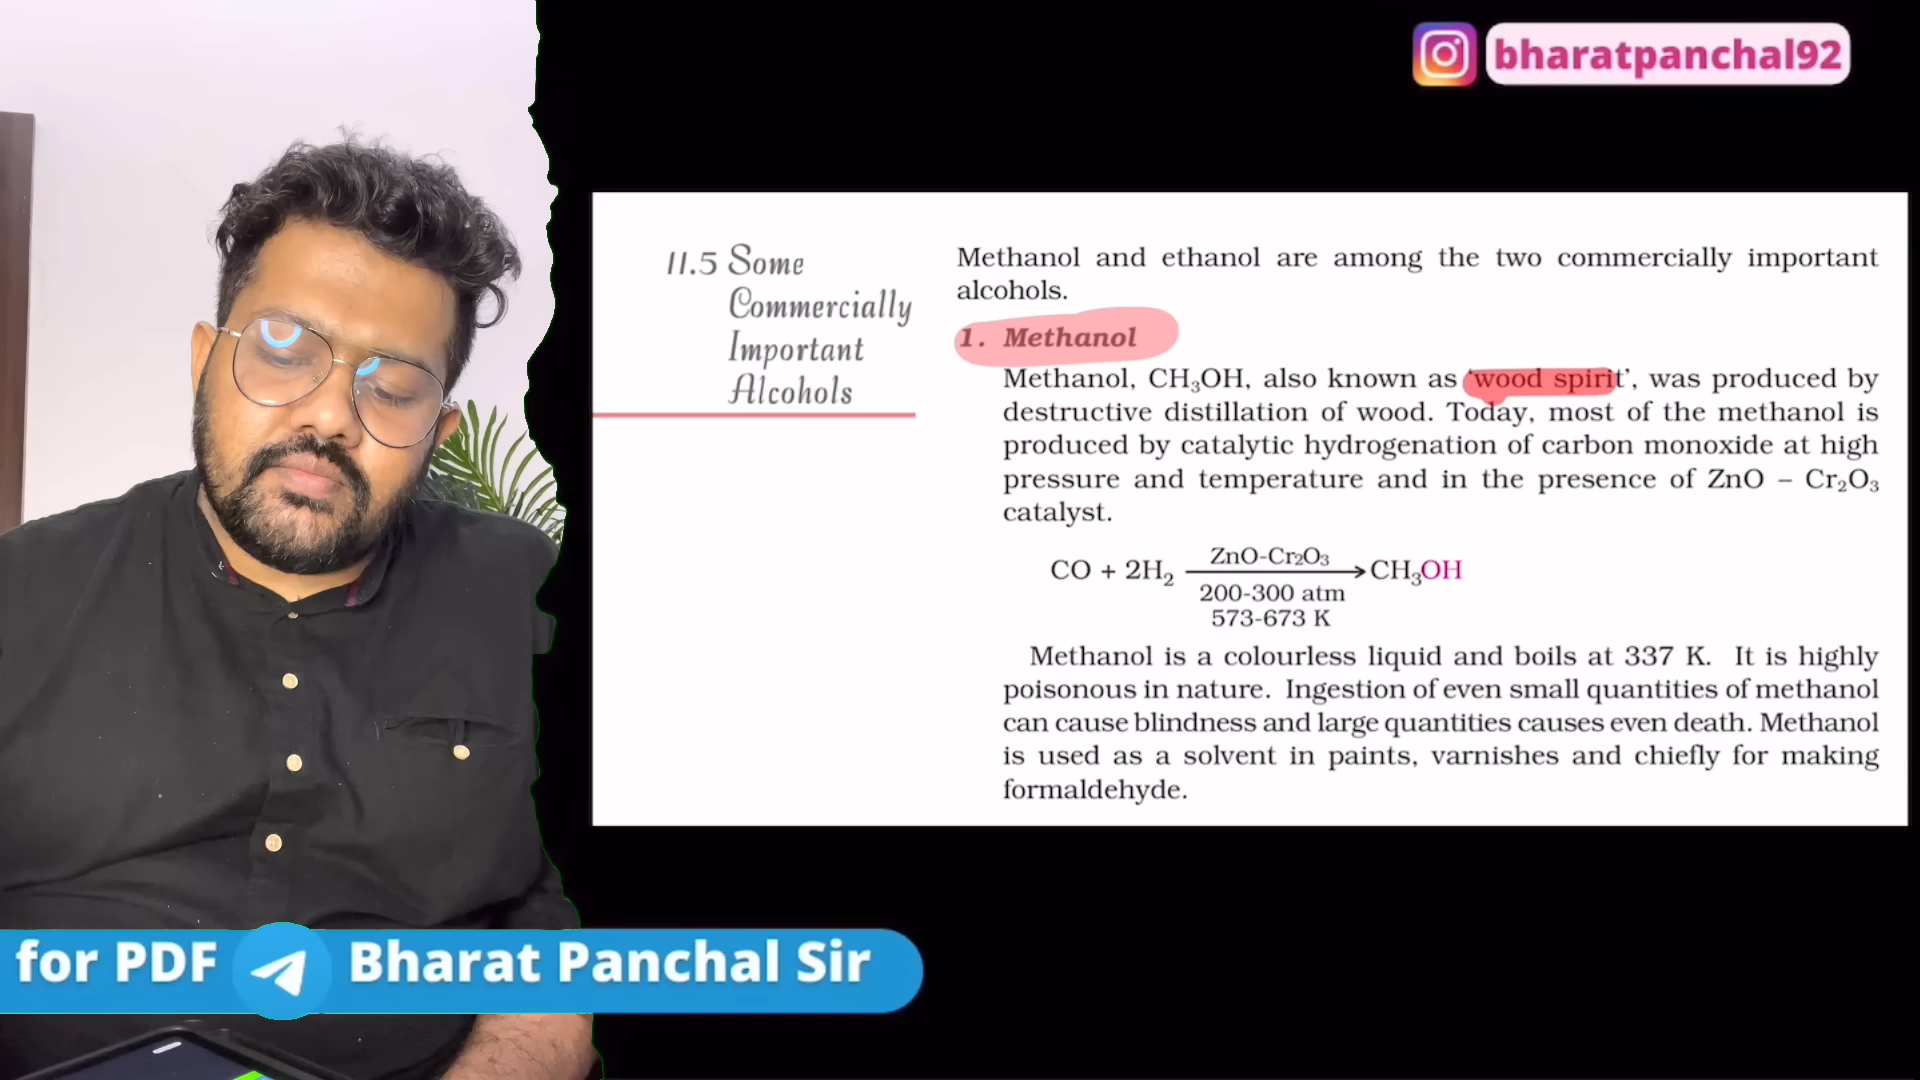 bharatpanchal92
11.5 Some
Commercially
Important
Alcohols
Methanol and ethanol are among the two commercially important
alcohols.
1. Methanol
Methanol, CH₃OH, also known as ‘wood spirit’, was produced by
destructive distillation of wood. Today, most of the methanol is
produced by catalytic hydrogenation of carbon monoxide at high
pressure and temperature and in the presence of ZnO – Cr₂O₃
catalyst.
ZnO-Cr₂O₃
CO + 2H₂ ⟶ CH₃OH
200-300 atm
573-673 K
Methanol is a colourless liquid and boils at 337 K. It is highly
poisonous in nature. Ingestion of even small quantities of methanol
can cause blindness and large quantities causes even death. Methanol
is used as a solvent in paints, varnishes and chiefly for making
formaldehyde.
for PDF Bharat Panchal Sir